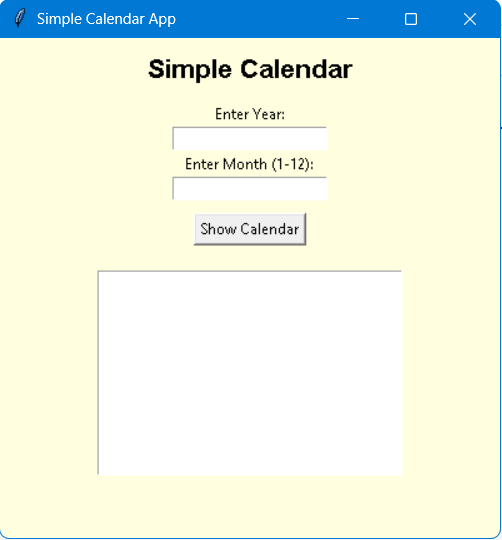 Simple Calendar App
Simple Calendar
Enter Year:
Enter Month (1-12):
Show Calendar